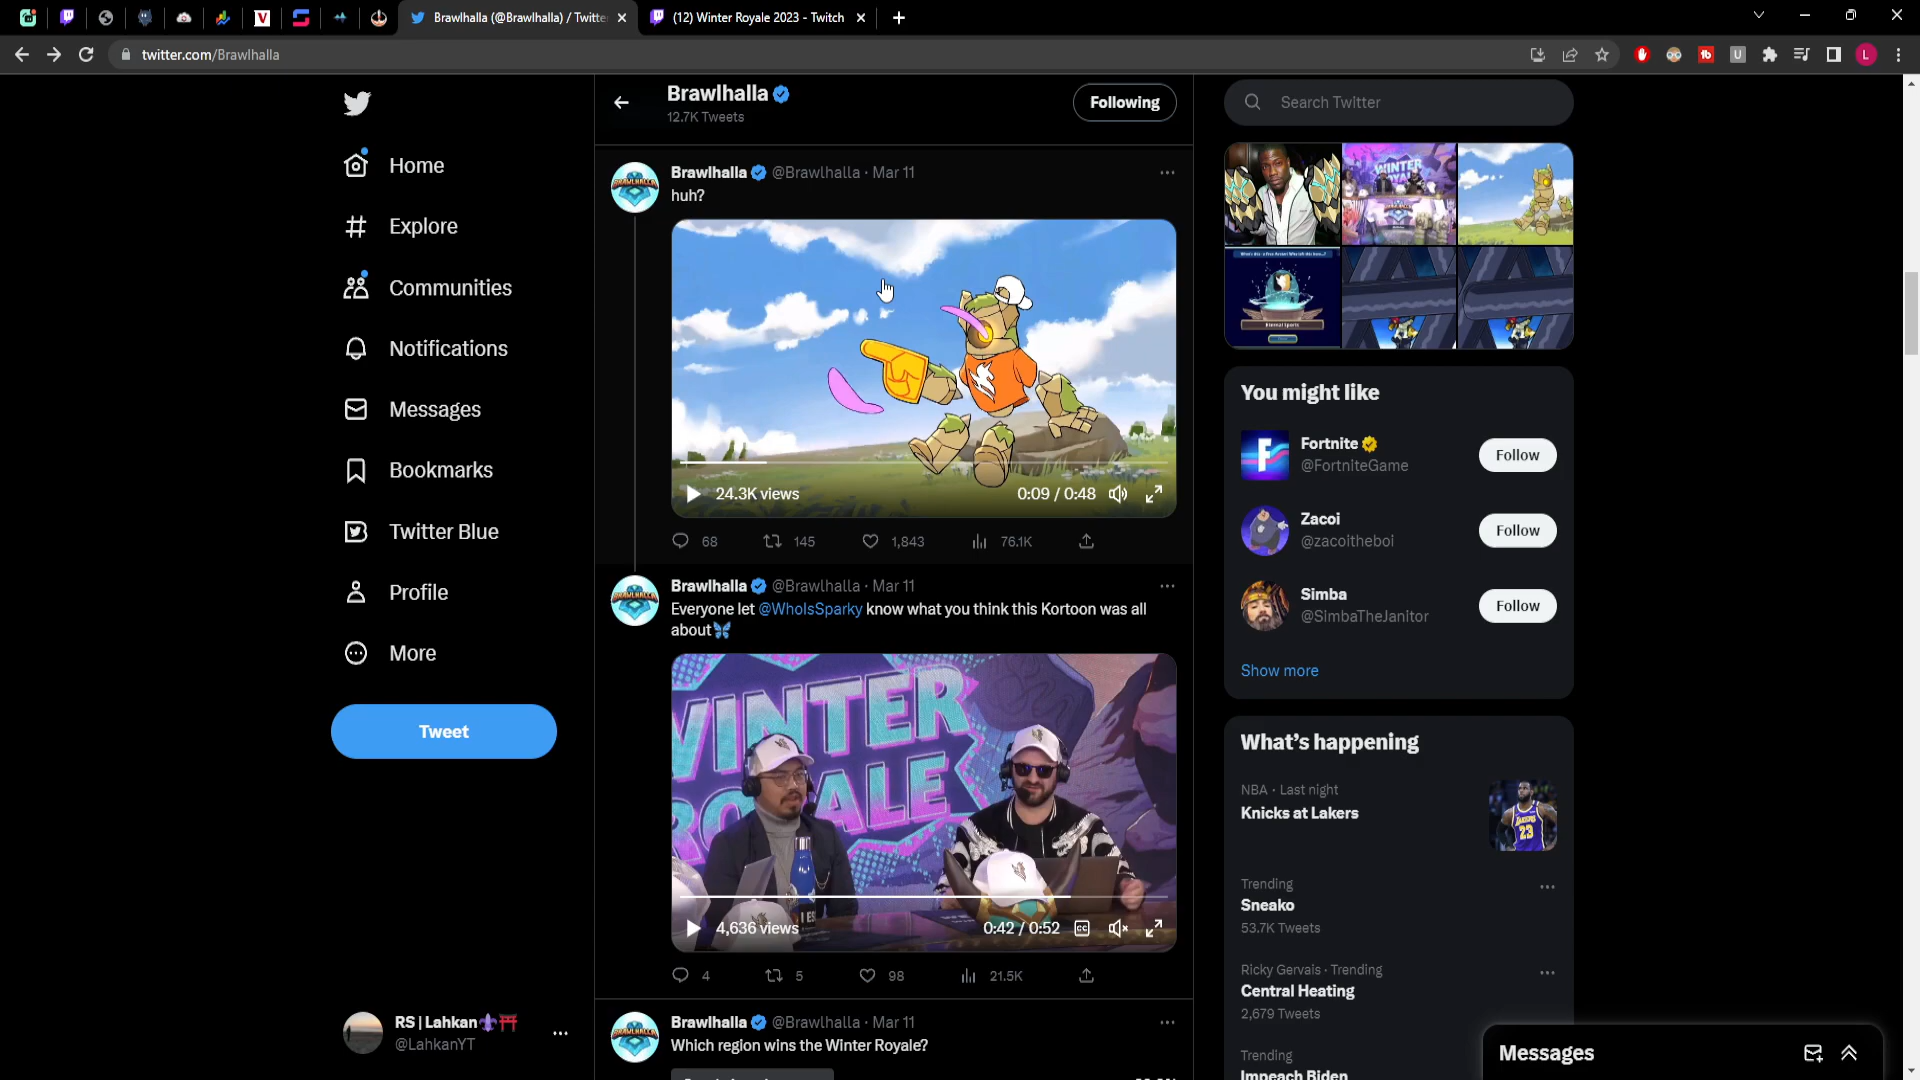 Brawlhalla (@Brawlhalla) / Twitte
(12) Winter Royale 2023 - Twitch
twitter.com/Brawlhalla
Home
Explore
Communities
Notifications
Messages
Bookmarks
Twitter Blue
Profile
More
Tweet
RS | Lahkan
@LahkanYT
Brawlhalla
12.7K Tweets
Following
Brawlhalla @Brawlhalla · Mar 11
huh?
24.3K views
0:09 / 0:48
68
145
1,843
76.1K
Brawlhalla @Brawlhalla · Mar 11
Everyone let @WhoIsSparky know what you think this Kortoon was all
about
WINTER
ROYALE
4,636 views
0:42 / 0:52
CC
4
5
98
21.5K
Brawlhalla @Brawlhalla · Mar 11
Which region wins the Winter Royale?
Search Twitter
You might like
Fortnite
@FortniteGame
Follow
Zacoi
@zacoitheboi
Follow
Simba
@SimbaTheJanitor
Follow
Show more
What's happening
NBA · Last night
Knicks at Lakers
Trending
Sneako
53.7K Tweets
Ricky Gervais · Trending
Central Heating
2,679 Tweets
Trending
Impeach Biden
Messages